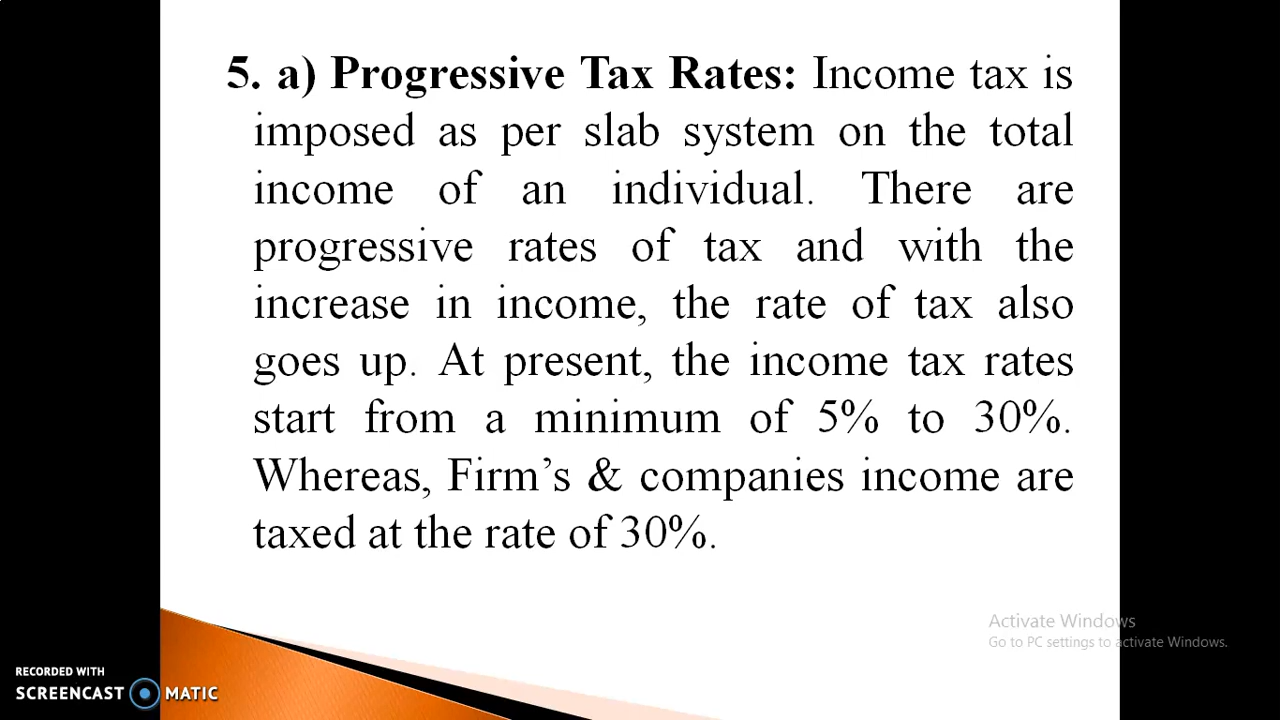 5. a) Progressive Tax Rates: Income tax is
imposed as per slab system on the total
income of an individual. There are
progressive rates of tax and with the
increase in income, the rate of tax also
goes up. At present, the income tax rates
start from a minimum of 5% to 30%.
Whereas, Firm’s & companies income are
taxed at the rate of 30%.
Activate Windows
Go to PC settings to activate Windows.
RECORDED WITH
SCREENCAST MATIC